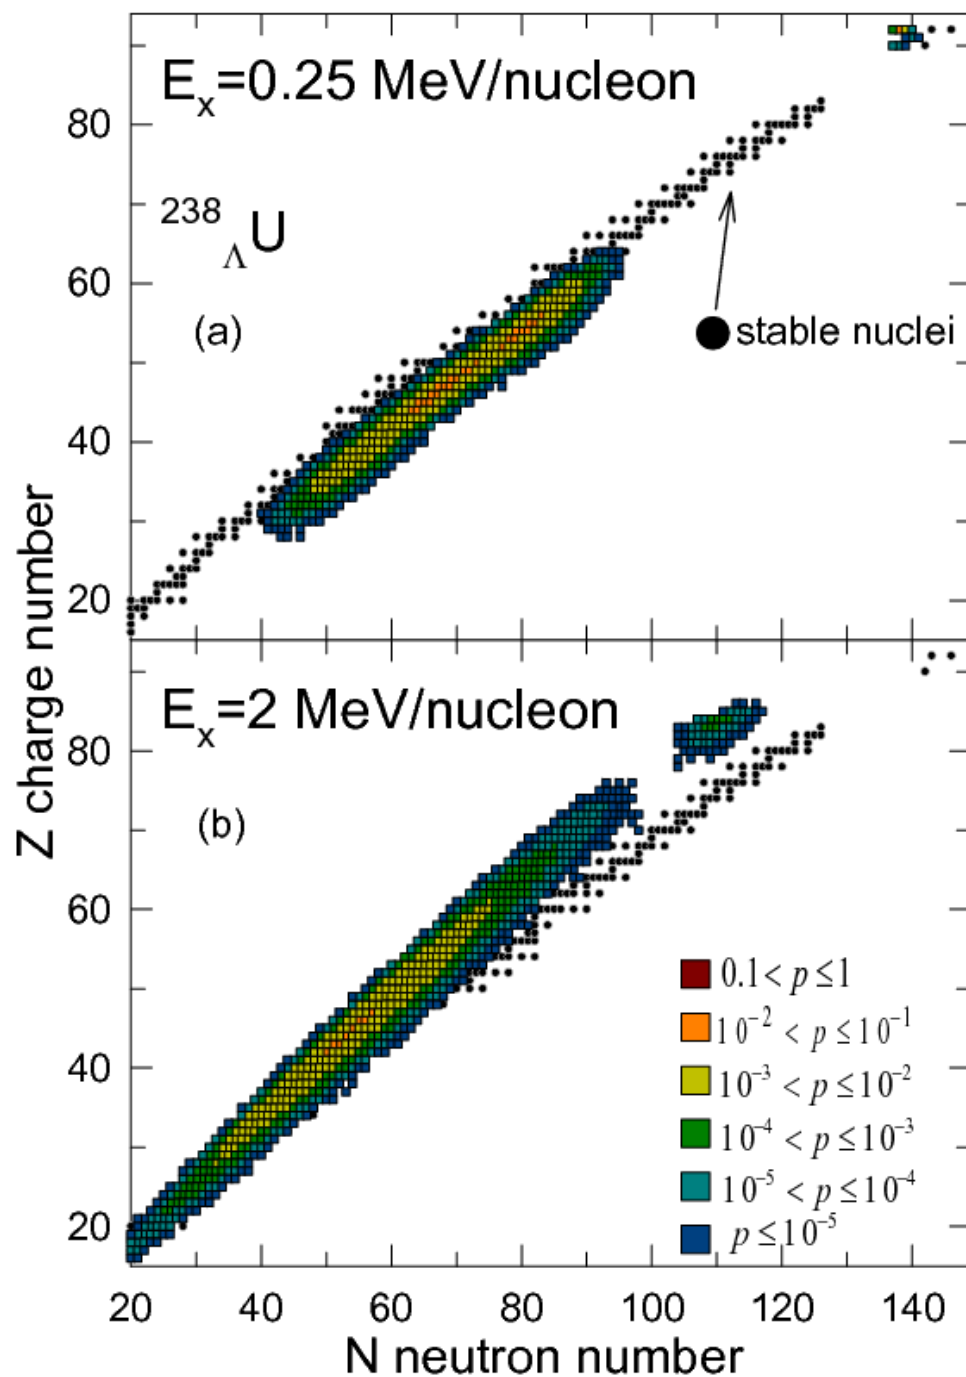 E_x=0.25 MeV/nucleon
80
^{238}_Λ U
60
(a)
stable nuclei
40
20
Z charge number
E_x=2 MeV/nucleon
80
(b)
60
0.1 < p ≤ 1
10^{-2} < p ≤ 10^{-1}
10^{-3} < p ≤ 10^{-2}
40
10^{-4} < p ≤ 10^{-3}
10^{-5} < p ≤ 10^{-4}
20
p ≤ 10^{-5}
20 40 60 80 100 120 140
N neutron number